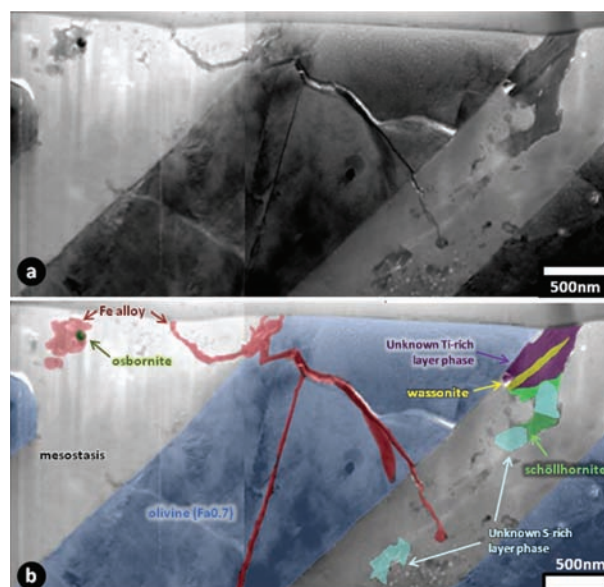 a
500nm
Fe alloy
osbornite
Unknown Ti-rich
layer phase
wassonite
mesostasis
schöllhornite
olivine (Fa0.7)
Unknown S-rich
layer phase
b
500nm